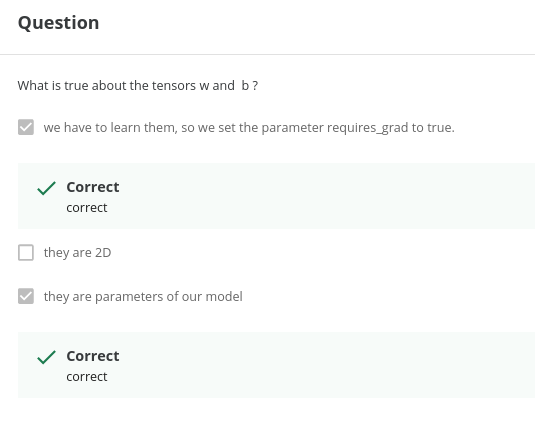 Question
What is true about the tensors w and b ?
we have to learn them, so we set the parameter requires_grad to true.
Correct
correct
they are 2D
they are parameters of our model
Correct
correct